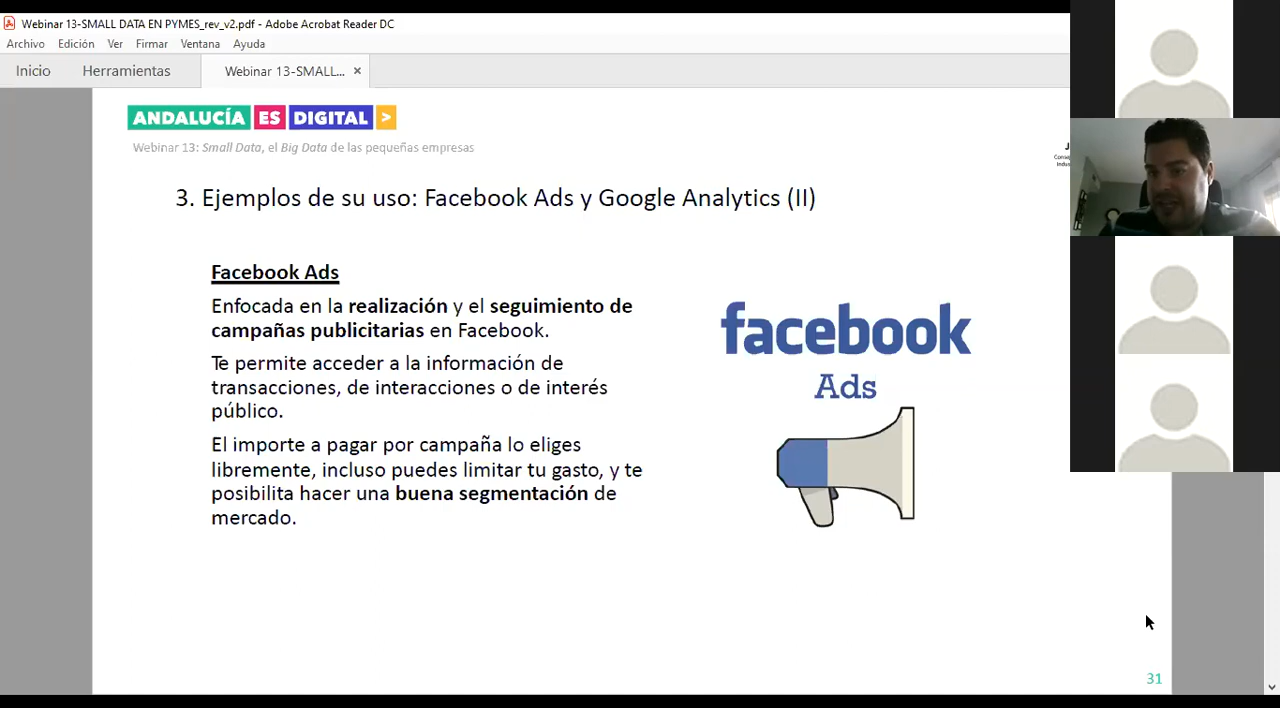 Webinar 13-SMALL DATA EN PYMES_rev_v2.pdf - Adobe Acrobat Reader DC
Archivo Edición Ver Firmar Ventana Ayuda
Inicio Herramientas Webinar 13-SMALL... ×
ANDALUCÍA ES DIGITAL >
Webinar 13: Small Data, el Big Data de las pequeñas empresas
3. Ejemplos de su uso: Facebook Ads y Google Analytics (II)
Facebook Ads
Enfocada en la realización y el seguimiento de
campañas publicitarias en Facebook.
Te permite acceder a la información de
transacciones, de interacciones o de interés
público.
El importe a pagar por campaña lo eliges
libremente, incluso puedes limitar tu gasto, y te
posibilita hacer una buena segmentación de
mercado.
facebook
Ads
31